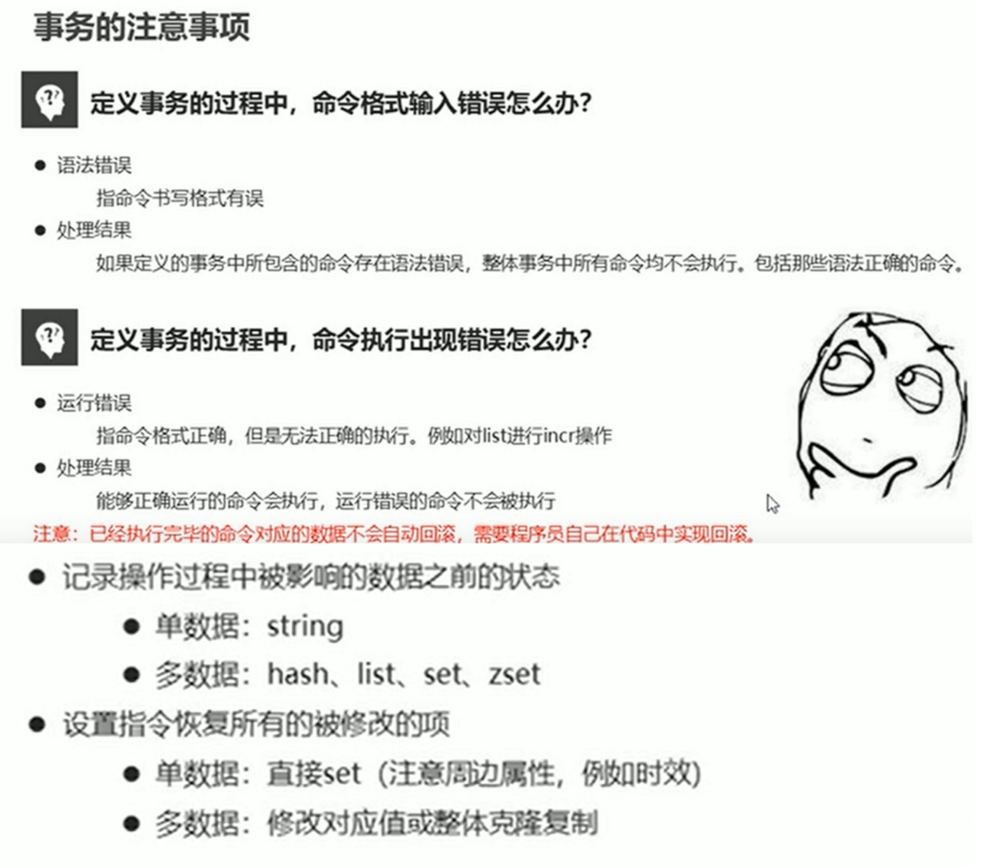 事务的注意事项
定义事务的过程中，命令格式输入错误怎么办？
● 语法错误
指命令书写格式有误
● 处理结果
如果定义的事务中所包含的命令存在语法错误，整体事务中所有命令均不会执行。包括那些语法正确的命令。
定义事务的过程中，命令执行出现错误怎么办？
● 运行错误
指命令格式正确，但是无法正确的执行。例如对list进行incr操作
● 处理结果
能够正确运行的命令会执行，运行错误的命令不会被执行
注意：已经执行完毕的命令对应的数据不会自动回滚，需要程序员自己在代码中实现回滚。
● 记录操作过程中被影响的数据之前的状态
● 单数据：string
● 多数据：hash、list、set、zset
● 设置指令恢复所有的被修改的项
● 单数据：直接set（注意周边属性，例如时效）
● 多数据：修改对应值或整体克隆复制